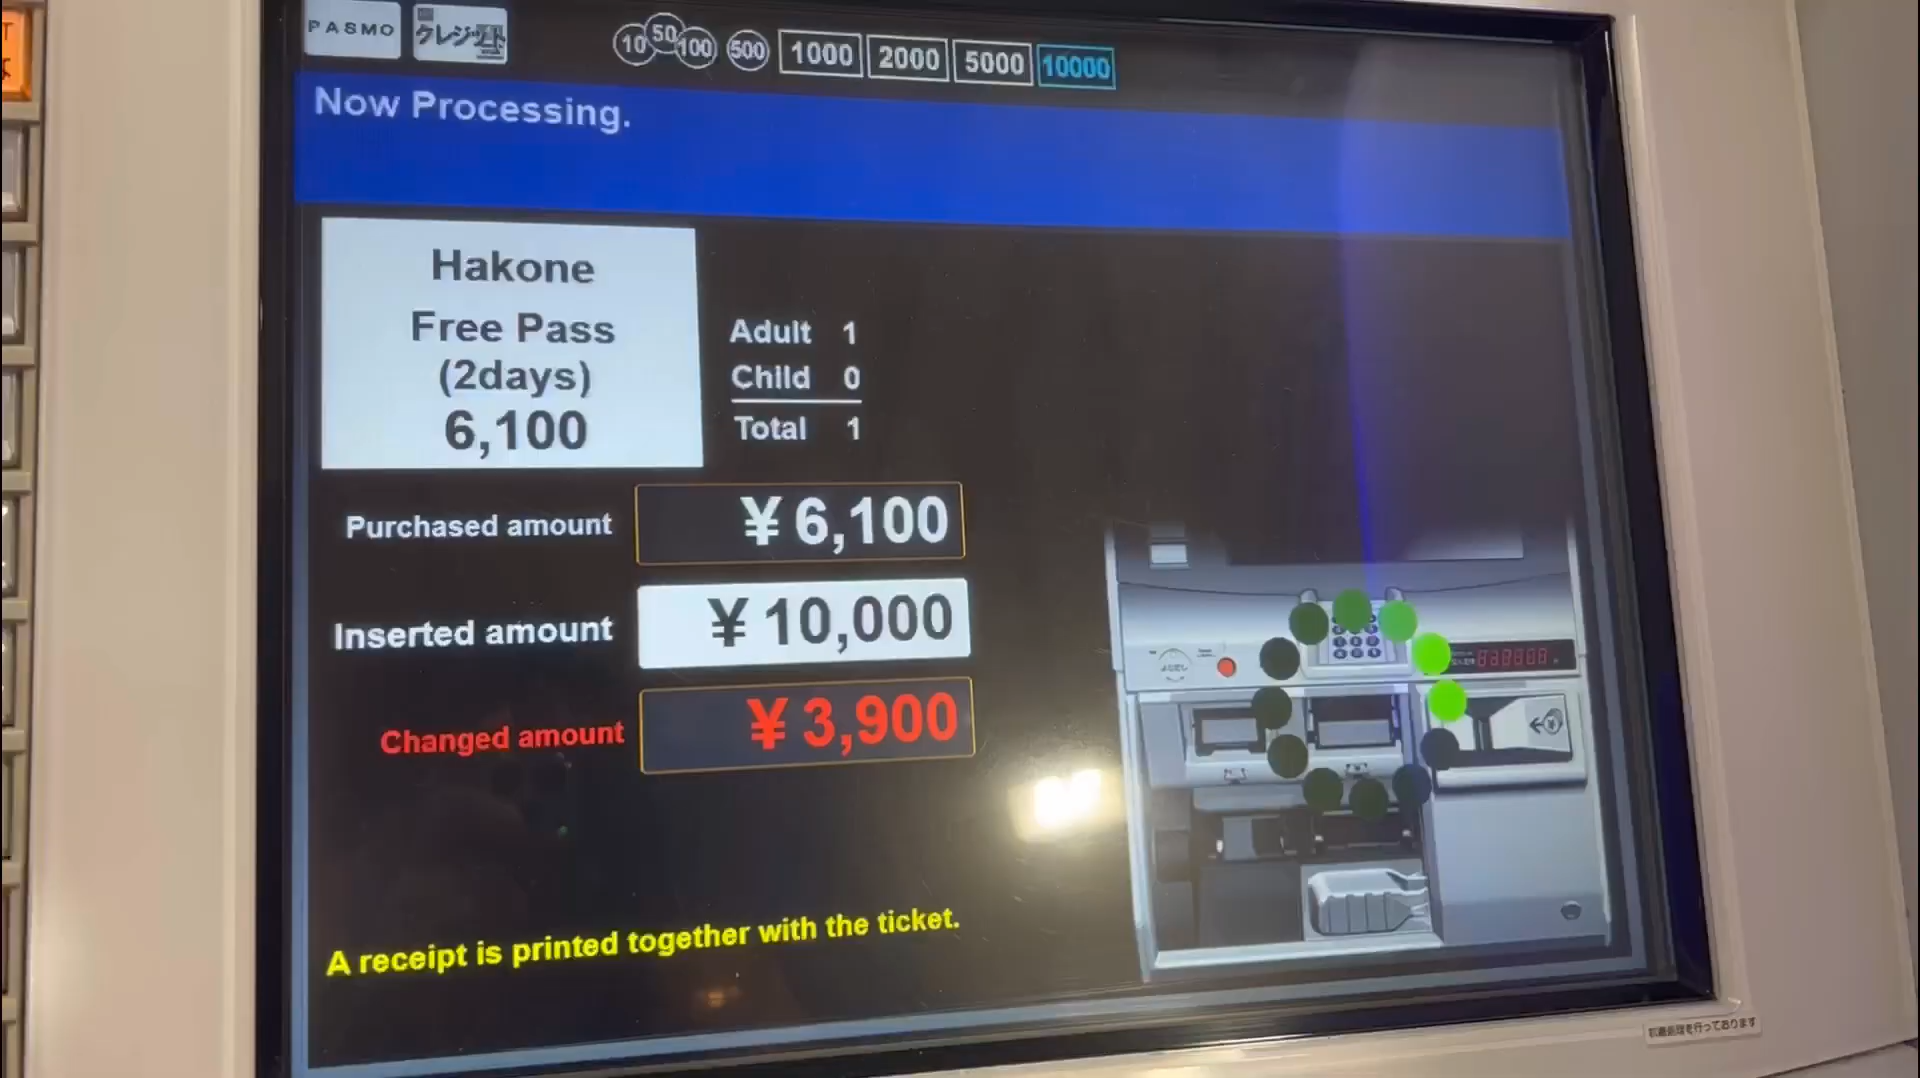 PASMO クレジット
10 50 100 500 1000 2000 5000 10000
Now Processing.
Hakone
Free Pass
(2days)
6,100
Adult 1
Child 0
Total 1
Purchased amount ¥6,100
Inserted amount ¥10,000
Changed amount ¥3,900
A receipt is printed together with the ticket.